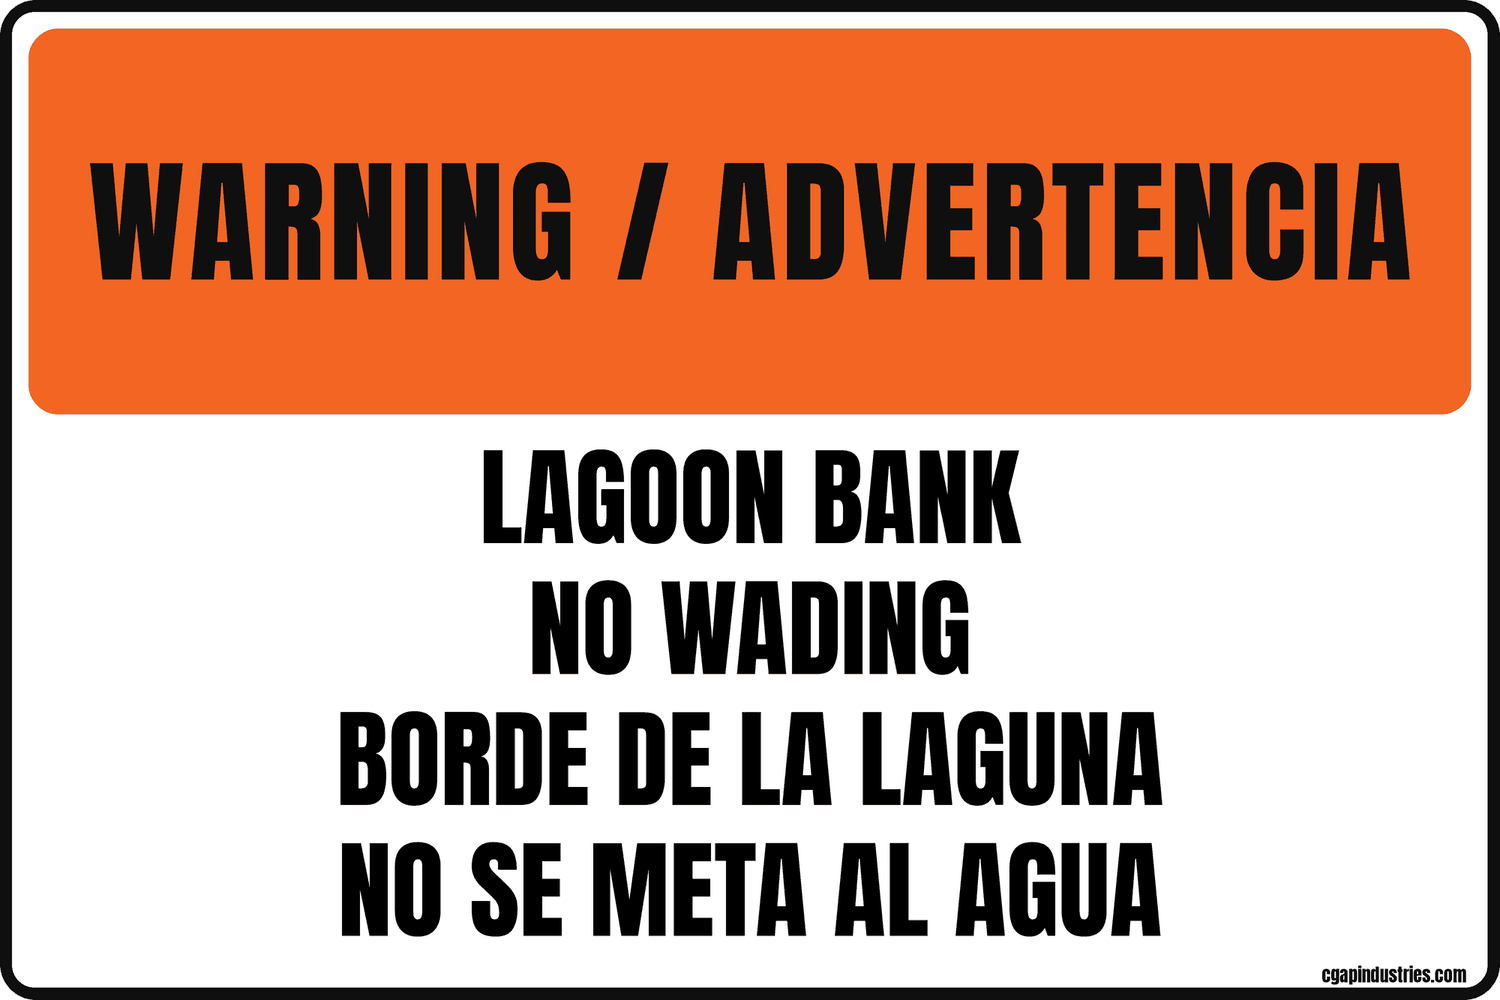 WARNING / ADVERTENCIA
LAGOON BANK
NO WADING
BORDE DE LA LAGUNA
NO SE META AL AGUA
cgapindustries.com